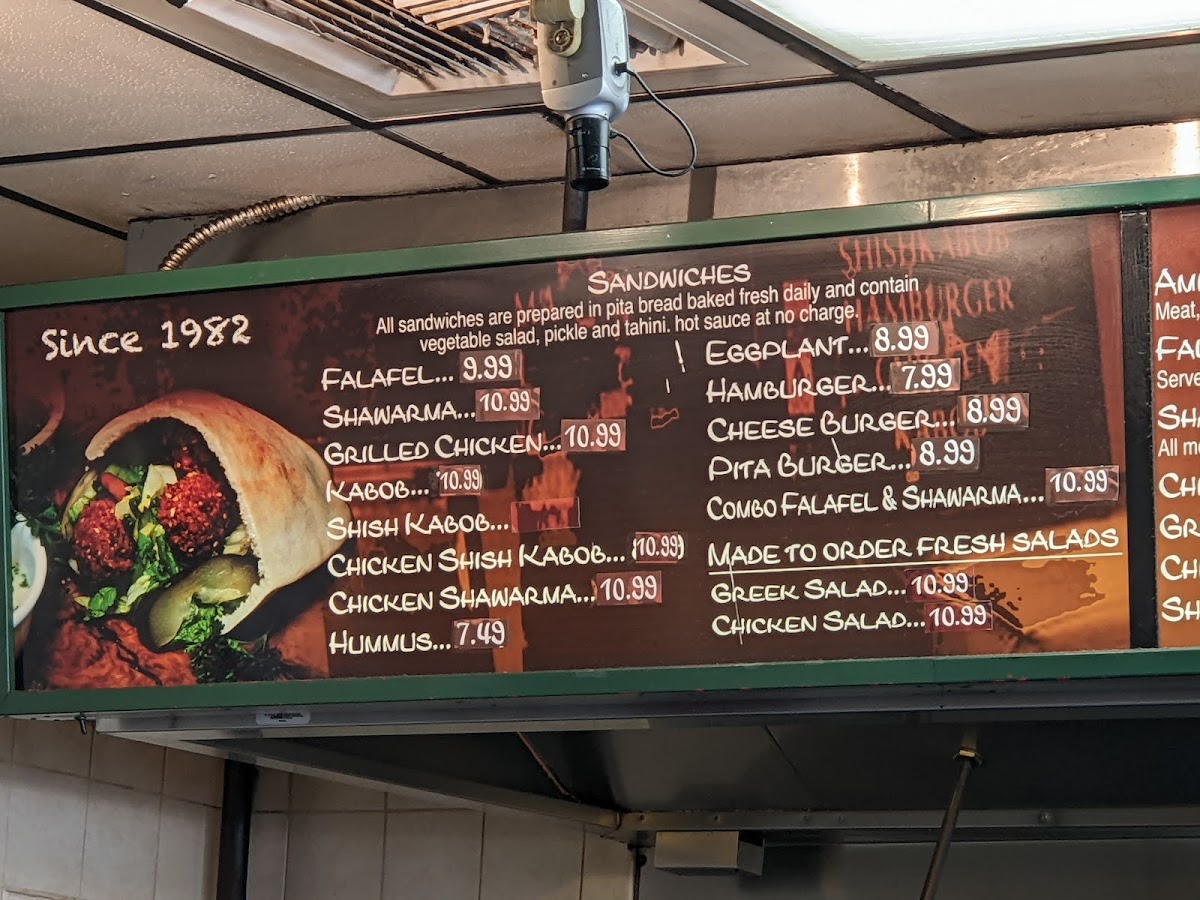 Since 1982
SANDWICHES
All sandwiches are prepared in pita bread baked fresh daily and contain
vegetable salad, pickle and tahini. hot sauce at no charge.
FALAFEL... 9.99
SHAWARMA... 10.99
GRILLED CHICKEN... 10.99
KABOB... 10.99
SHISH KABOB...
CHICKEN SHISH KABOB... 10.99
CHICKEN SHAWARMA... 10.99
HUMMUS... 7.49
EGGPLANT... 8.99
HAMBURGER... 7.99
CHEESE BURGER... 8.99
PITA BURGER... 8.99
COMBO FALAFEL & SHAWARMA... 10.99
MADE TO ORDER FRESH SALADS
GREEK SALAD... 10.99
CHICKEN SALAD... 10.99
SHISHKABOB
HAMBURGER
Meat,
All